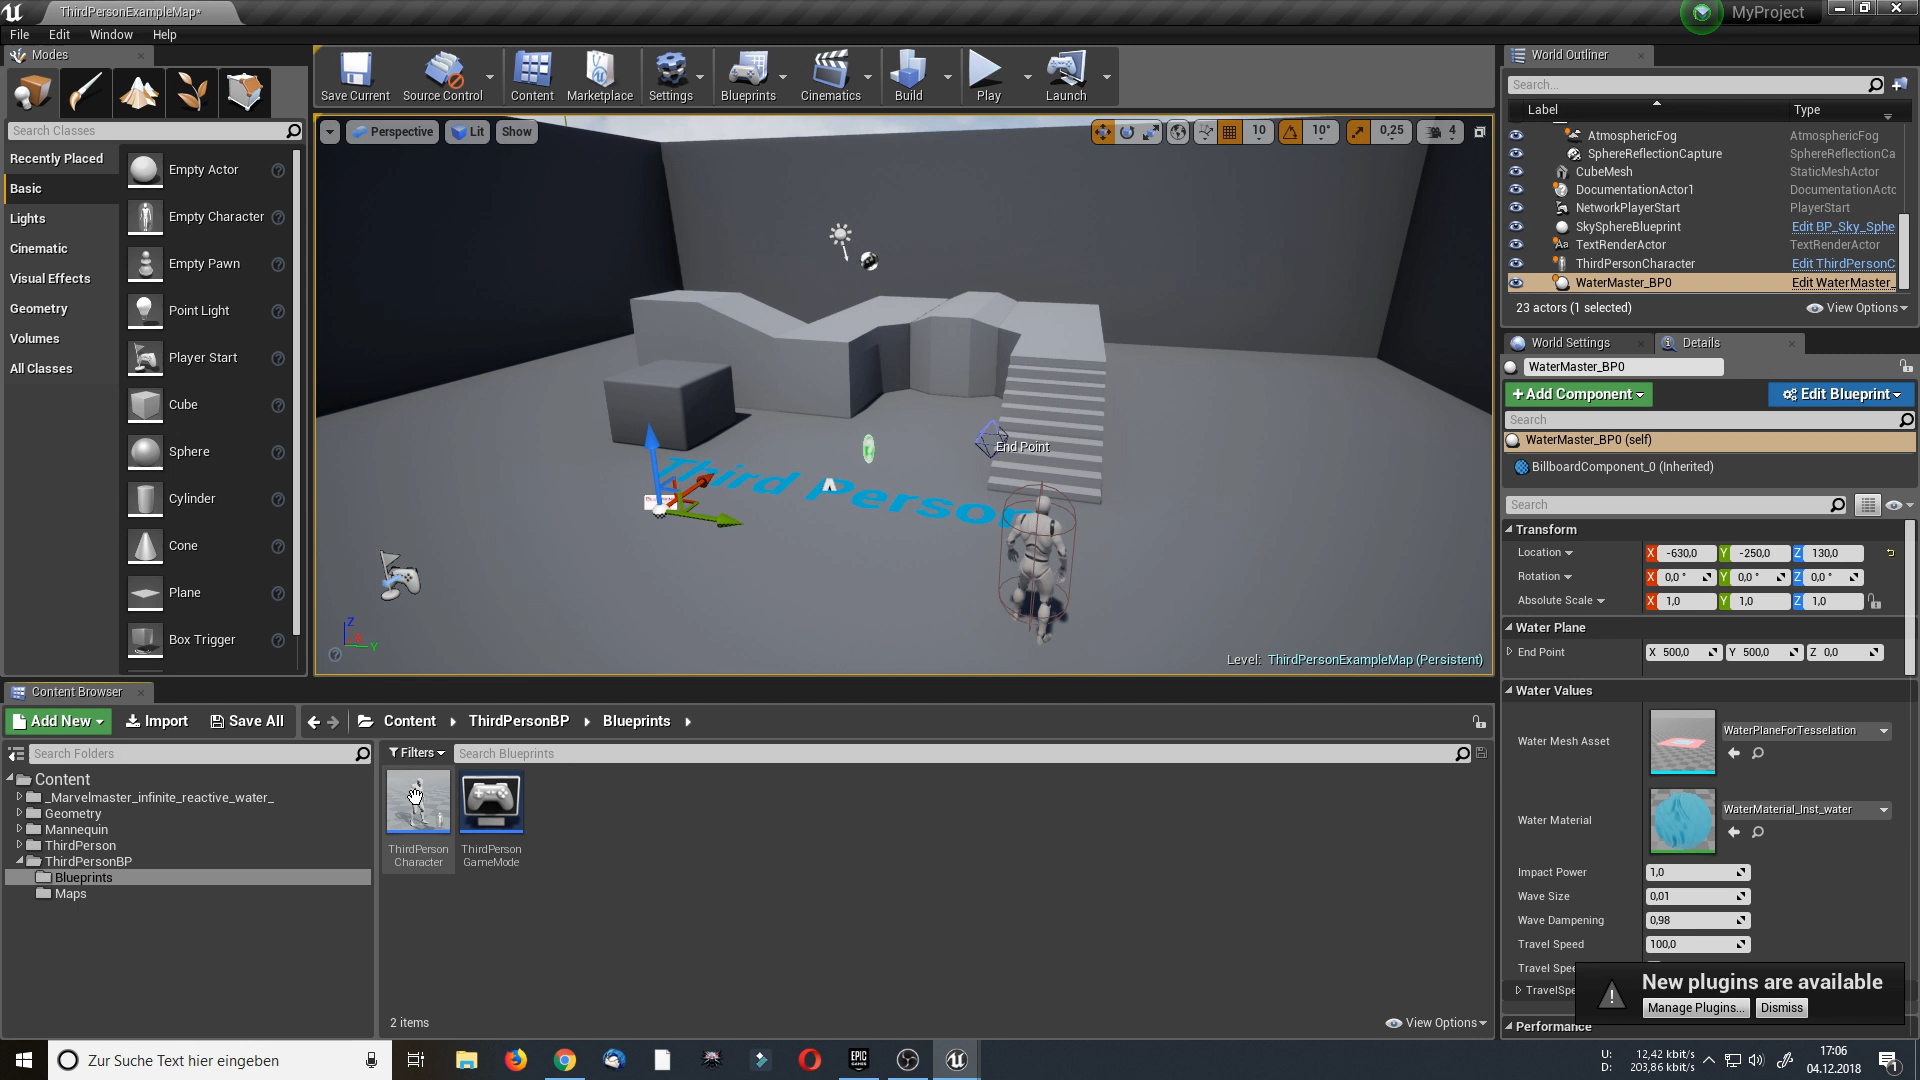 ThirdPersonExampleMap*
MyProject
File Edit Window Help
Modes
Search Classes
Recently Placed
Basic
Lights
Cinematic
Visual Effects
Geometry
Volumes
All Classes
Empty Actor
Empty Character
Empty Pawn
Point Light
Player Start
Cube
Sphere
Cylinder
Cone
Plane
Box Trigger
Save Current Source Control Content Marketplace Settings Blueprints Cinematics Build Play Launch
Perspective Lit Show
10 10° 0,25 4
End Point
Third Person
Z
X
Y
Level: ThirdPersonExampleMap (Persistent)
World Outliner
Search...
Label Type
AtmosphericFog AtmosphericFog
SphereReflectionCapture SphereReflectionCa
CubeMesh StaticMeshActor
DocumentationActor1 DocumentationActo
NetworkPlayerStart PlayerStart
SkySphereBlueprint Edit BP_Sky_Sphe
Aa TextRenderActor TextRenderActor
ThirdPersonCharacter Edit ThirdPersonC
WaterMaster_BP0 Edit WaterMaster_
23 actors (1 selected) View Options
World Settings Details
WaterMaster_BP0
+Add Component Edit Blueprint
Search
WaterMaster_BP0 (self)
BillboardComponent_0 (Inherited)
Search
Transform
Location X -630,0 Y -250,0 Z 130,0
Rotation X 0,0 ° Y 0,0 ° Z 0,0 °
Absolute Scale X 1,0 Y 1,0 Z 1,0
Water Plane
End Point X 500,0 Y 500,0 Z 0,0
Water Values
Water Mesh Asset WaterPlaneForTesselation
Water Material WaterMaterial_Inst_water
Impact Power 1,0
Wave Size 0,01
Wave Dampening 0,98
Travel Speed 100,0
Travel Spee
TravelSpe
Performance
New plugins are available
Manage Plugins... Dismiss
Content Browser
Add New Import Save All Content ThirdPersonBP Blueprints
Search Folders
Filters Search Blueprints
Content
_Marvelmaster_infinite_reactive_water_
Geometry
Mannequin
ThirdPerson
ThirdPersonBP
Blueprints
Maps
ThirdPerson
Character
ThirdPerson
GameMode
2 items View Options
Zur Suche Text hier eingeben
EPIC
GAMES
U: 12,42 kbit/s
D: 203,86 kbit/s
17:06
04.12.2018
1